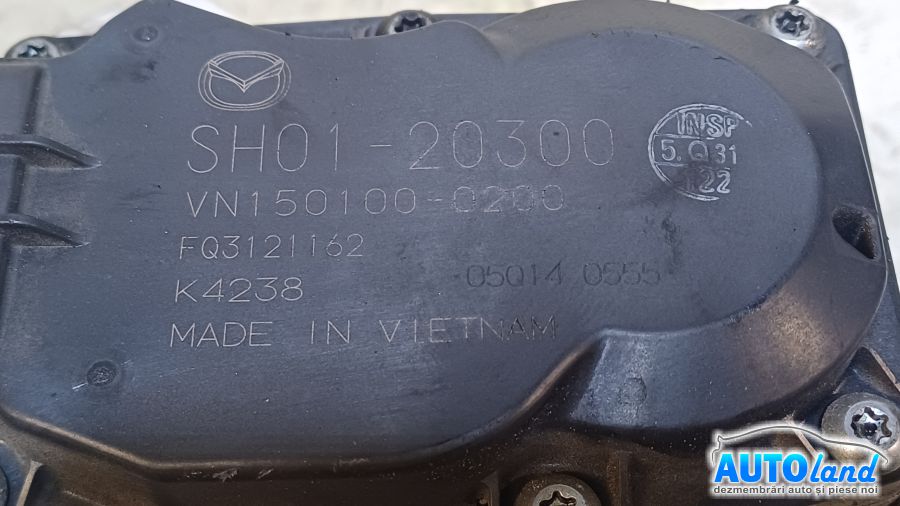 SH01-20300
VN150100-0200
FQ3121162
K4238
05Q14 0555
MADE IN VIETNAM
INSP
5.Q31
122
AUTOland
dezmembrări auto și piese noi